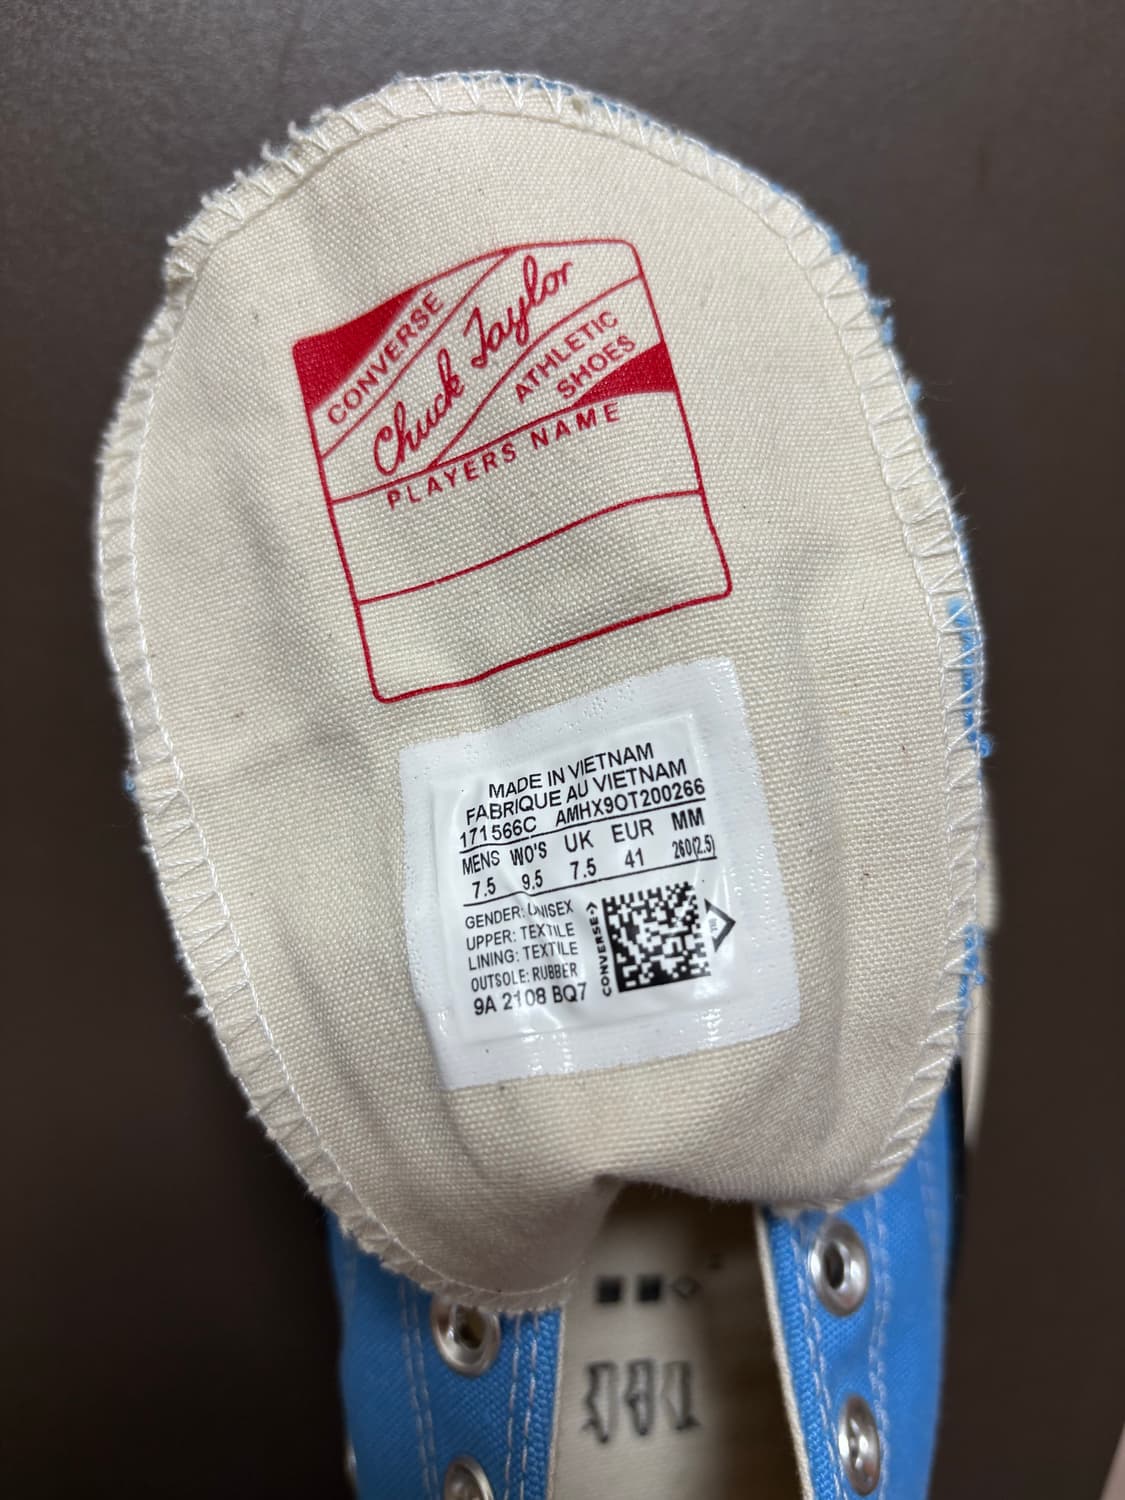 CONVERSE
Chuck Taylor
ATHLETIC
SHOES
PLAYERS NAME
MADE IN VIETNAM
FABRIQUE AU VIETNAM
171566C AMHX9OT200266
MENS WO'S UK EUR MM
7.5 9.5 7.5 41 260(2.5)
GENDER: UNISEX
UPPER: TEXTILE
LINING: TEXTILE
OUTSOLE: RUBBER
9A 2108 BQ7
CONVERSE